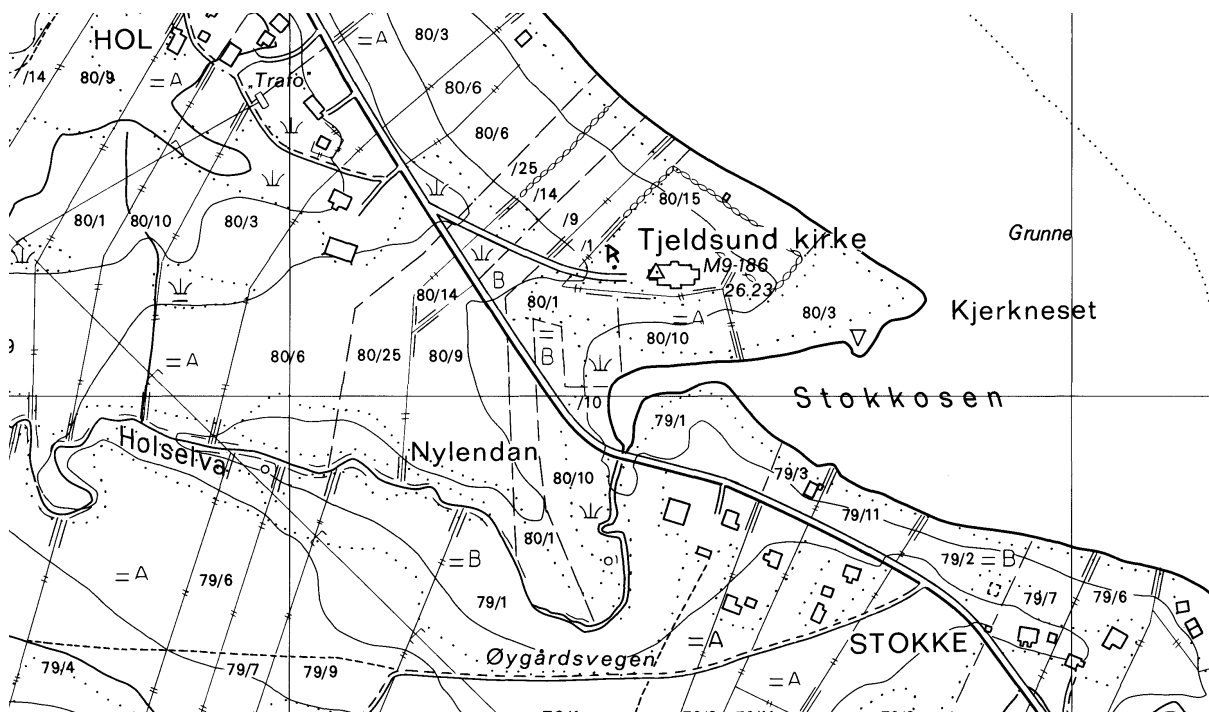 HOL
80/3
= A
/14
80/9
= A
„Trafo"
80/6
80/6
/25
/14
80/15
/9
80/1
80/10
80/3
/1
Tjeldsund kirke
Grunne
M9-186
B
80/14
26.23
80/1
= A
80/3
Kjerkneset
80/10
9
= A
80/6
80/25
80/9
= B
/10
Stokkosen
79/1
Holselva
Nylendan
79/3
80/10
79/11
80/1
= B
79/2
= B
= A
79/6
79/1
79/7
79/6
= A
STOKKE
79/4
79/7
79/9
Øygårdsvegen
= A